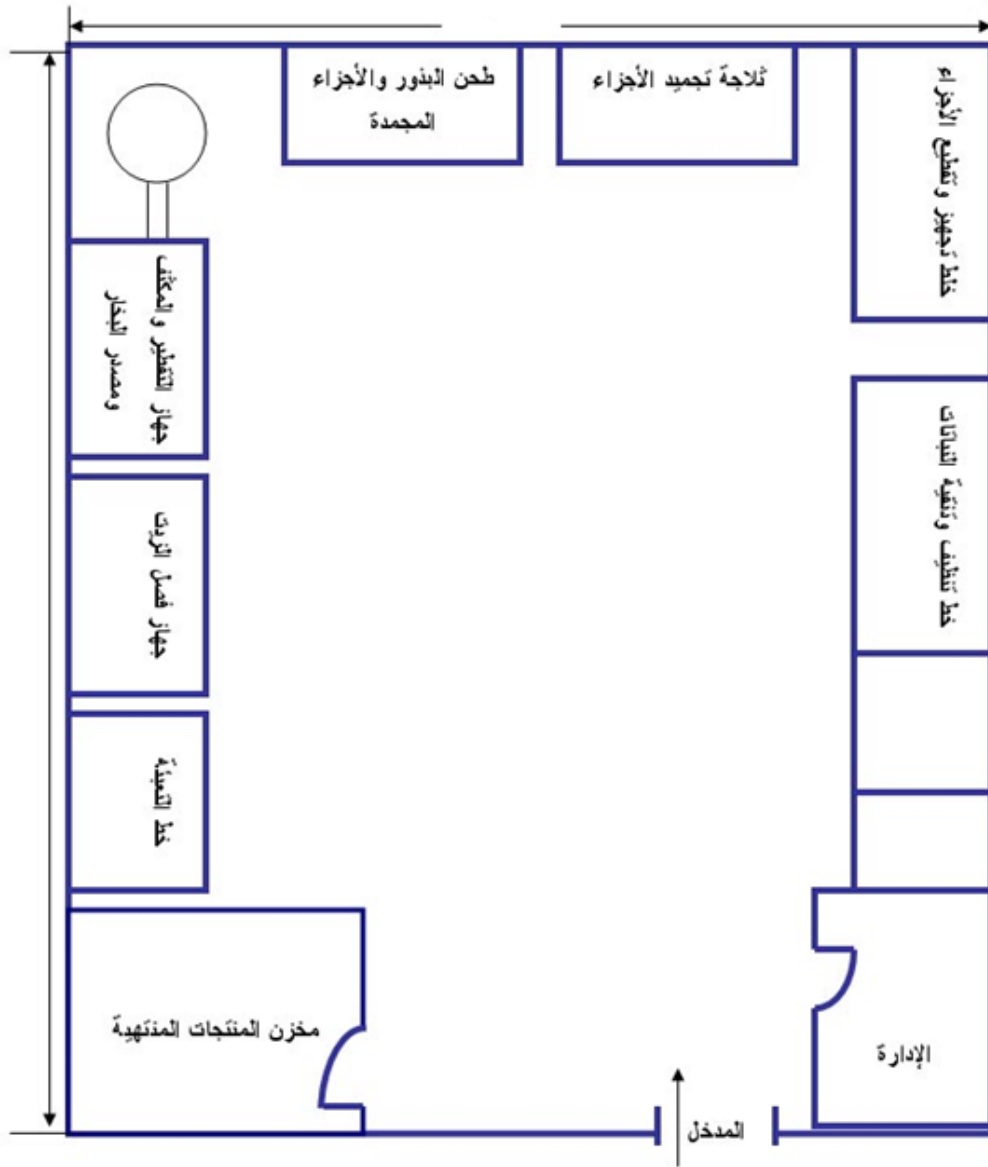 طحن البذور والأجزاء
المجمدة
ثلاجة تجميد الأجزاء
خلط تجهيز وتقطيع الأجزاء
خط تنظيف وتنقية النباتات
جهاز التقطير والمكثف
ومصدر البخار
جهاز فصل الزيت
خط التعبئة
مخزن المنتجات المنتهية
الإدارة
المدخل